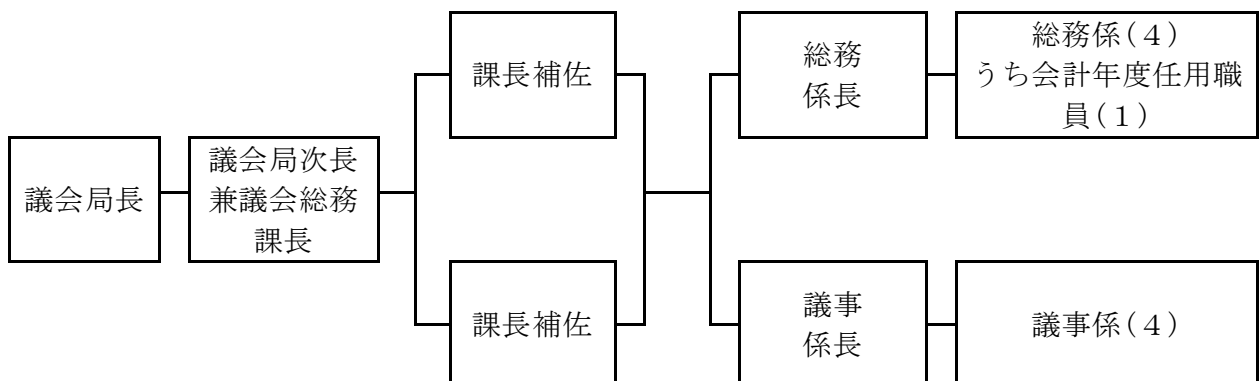 議会局長
議会局次長
兼議会総務
課長
課長補佐
課長補佐
総務
係長
総務係(４)
うち会計年度任用職
員(１)
議事
係長
議事係(４)